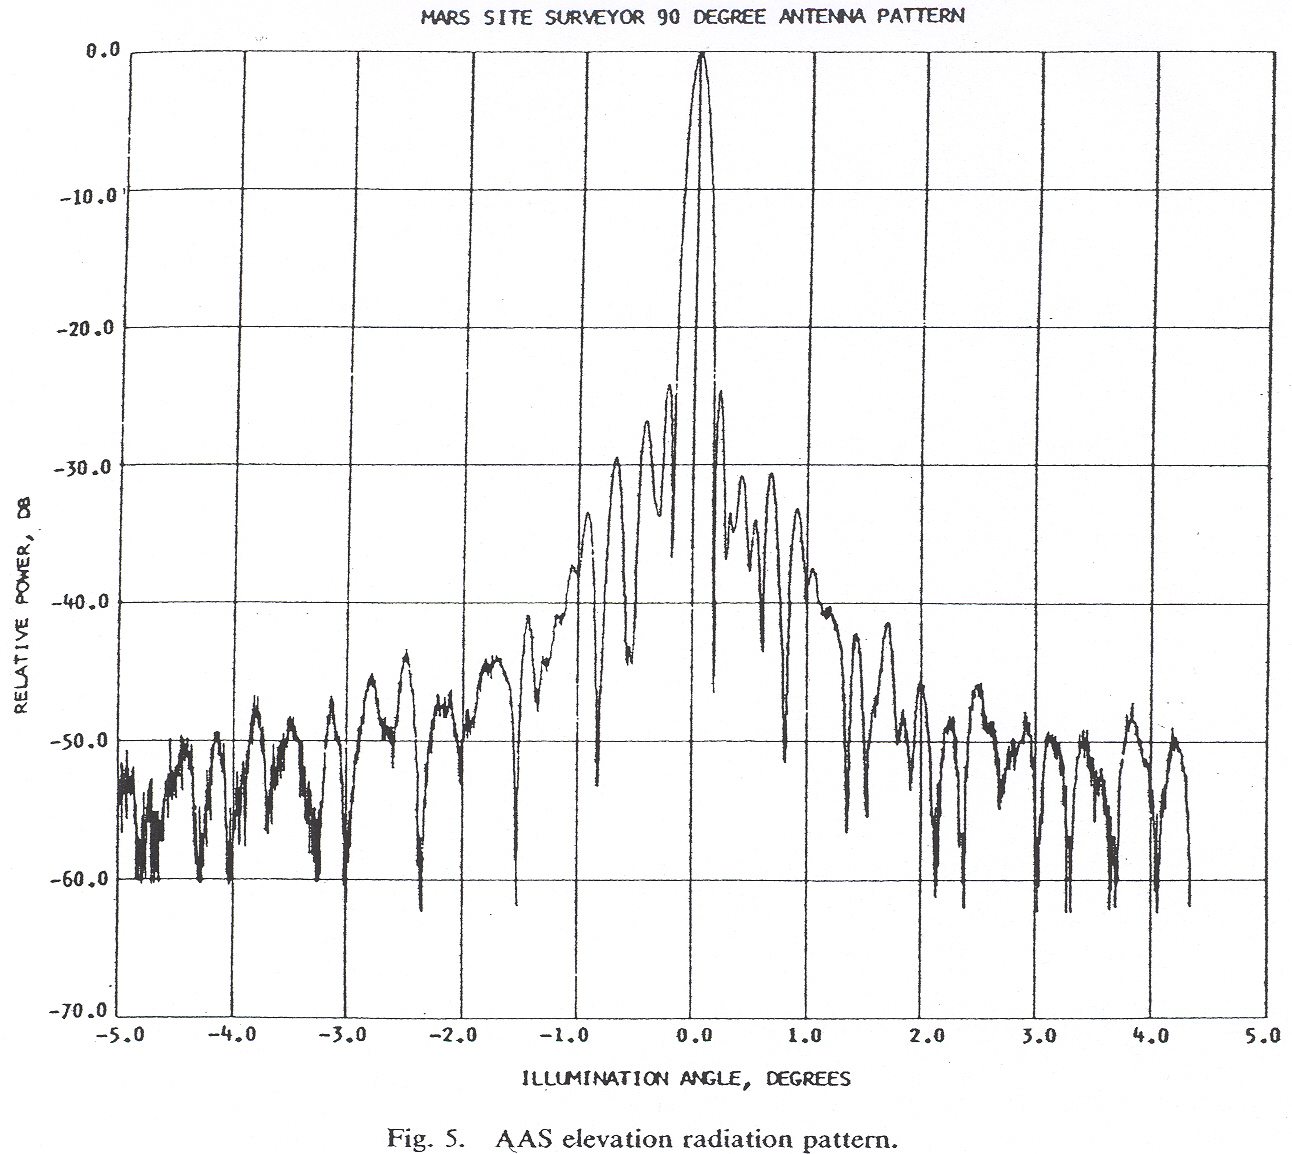 MARS SITE SURVEYOR 90 DEGREE ANTENNA PATTERN
0.0
-10.0
-20.0
-30.0
-40.0
-50.0
-60.0
-70.0
RELATIVE POWER, DB
-5.0 -4.0 -3.0 -2.0 -1.0 0.0 1.0 2.0 3.0 4.0 5.0
ILLUMINATION ANGLE, DEGREES
Fig. 5. AAS elevation radiation pattern.